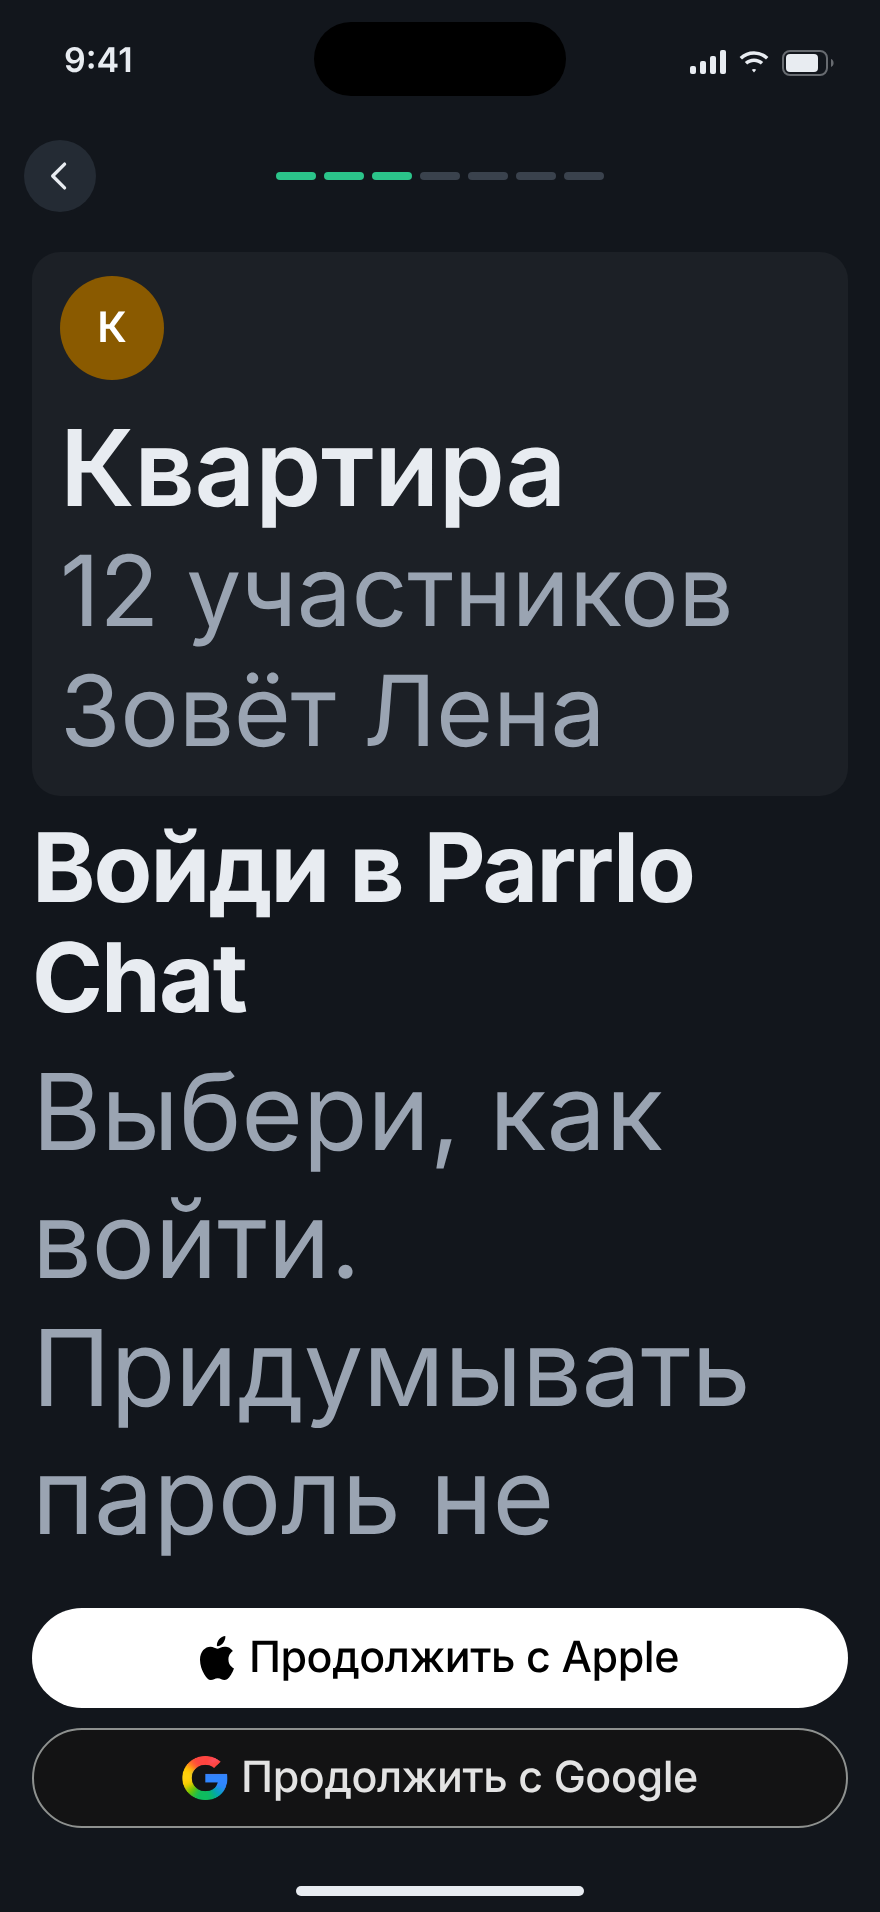 9:41
К
Квартира
12 участников
Зовёт Лена
Войди в Parrlo
Chat
Выбери, как
войти.
Придумывать
пароль не
Продолжить с Apple
Продолжить с Google